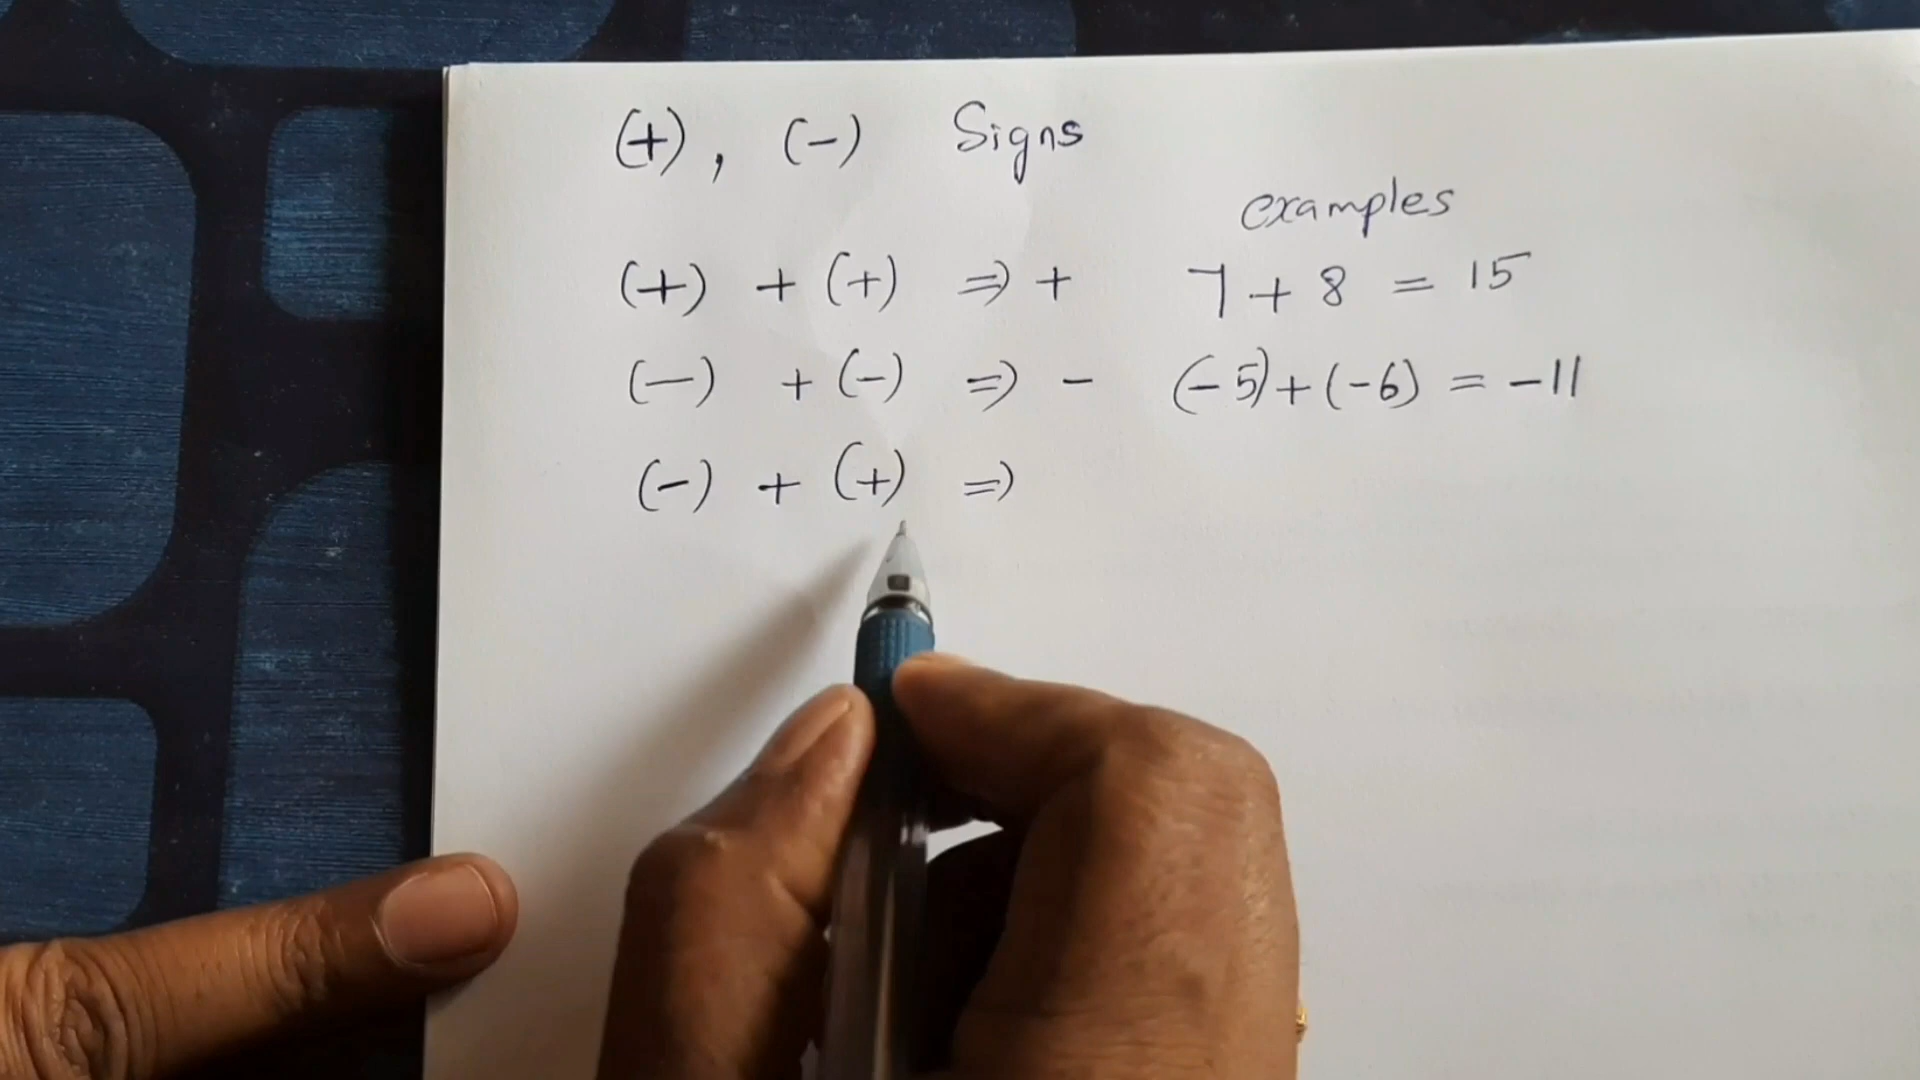 (+), (-) Signs
examples
(+) + (+) ⇒ + 7 + 8 = 15
(-) + (-) ⇒ - (-5)+(-6) = -11
(-) + (+) ⇒